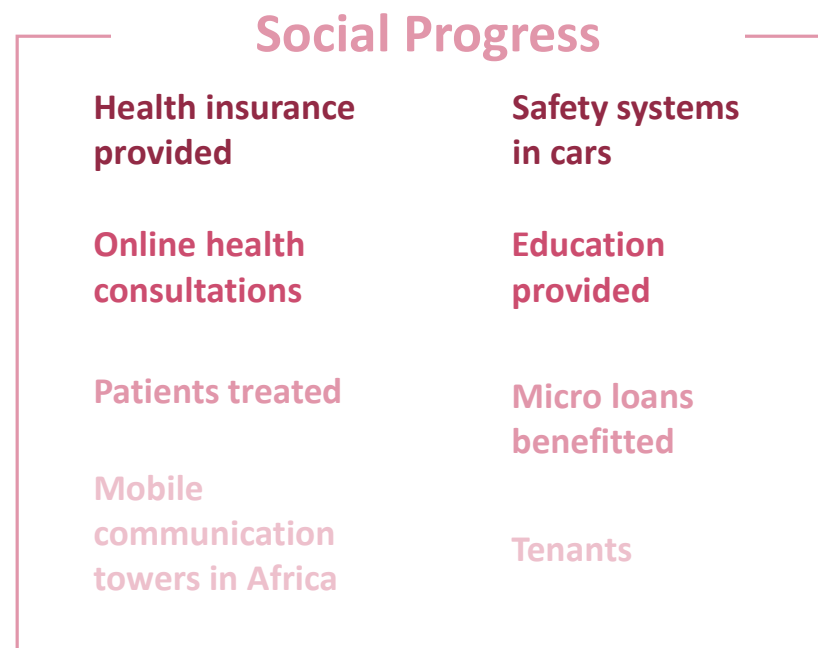 Social Progress
Health insurance
provided
Safety systems
in cars
Online health
consultations
Education
provided
Patients treated
Micro loans
benefitted
Mobile
communication
towers in Africa
Tenants